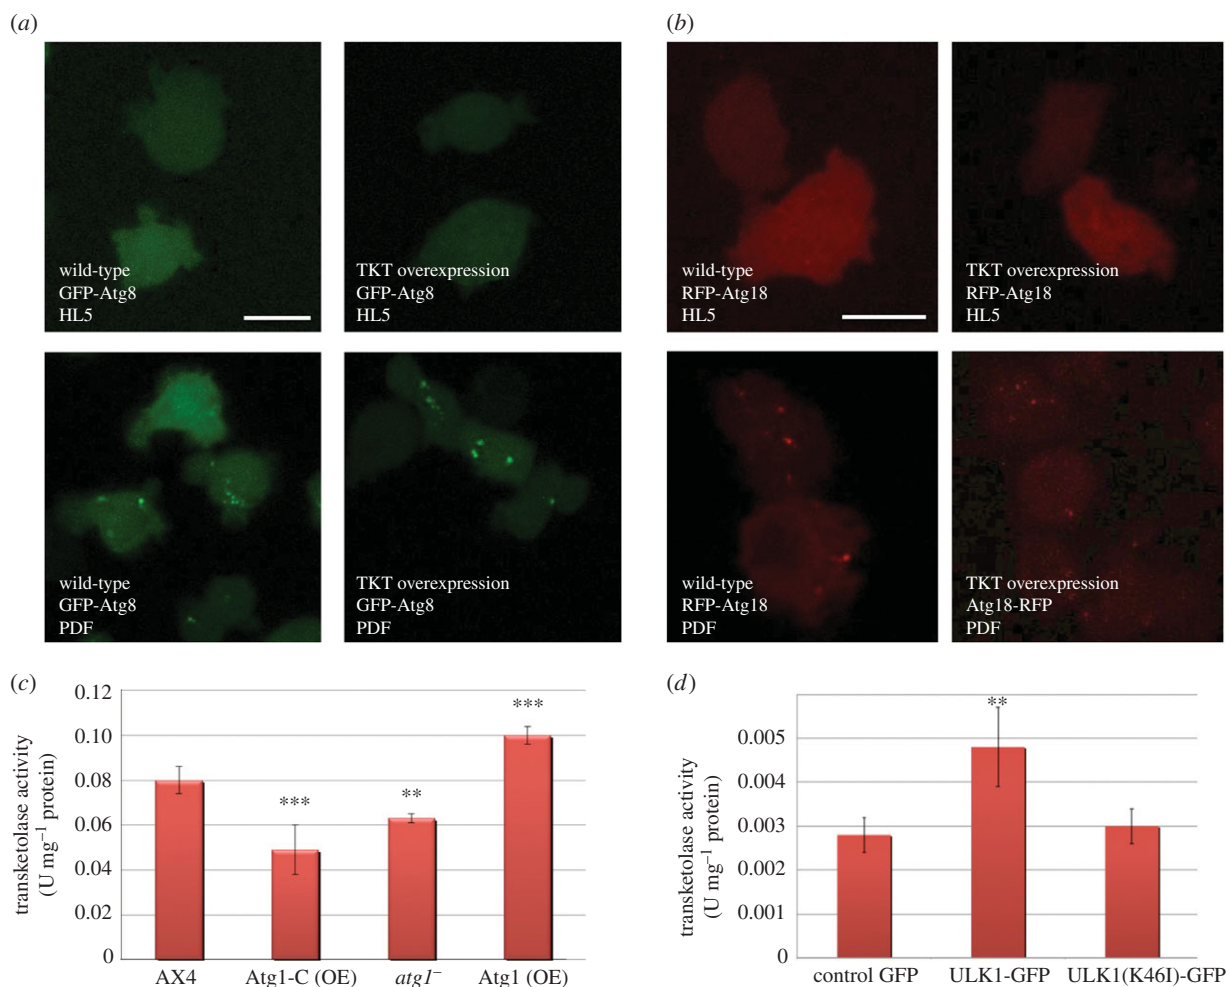 (a)
wild-type
GFP-Atg8
HL5
TKT overexpression
GFP-Atg8
HL5
wild-type
GFP-Atg8
PDF
TKT overexpression
GFP-Atg8
PDF
(b)
wild-type
RFP-Atg18
HL5
TKT overexpression
RFP-Atg18
HL5
wild-type
RFP-Atg18
PDF
TKT overexpression
Atg18-RFP
PDF
(c)
transketolase activity
(U mg⁻¹ protein)
0.12
0.10
0.08
0.06
0.04
0.02
0
***
**
***
AX4
Atg1-C (OE)
atg1⁻
Atg1 (OE)
(d)
transketolase activity
(U mg⁻¹ protein)
0.005
0.004
0.003
0.002
0.001
0
**
control GFP
ULK1-GFP
ULK1(K46I)-GFP